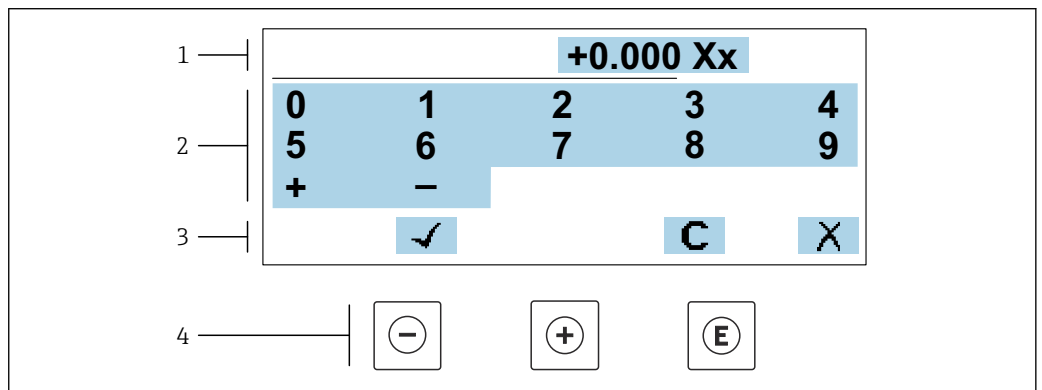 1 +0.000 Xx
0 1 2 3 4
2 5 6 7 8 9
+ −
3 ✓ C X
4 − + E